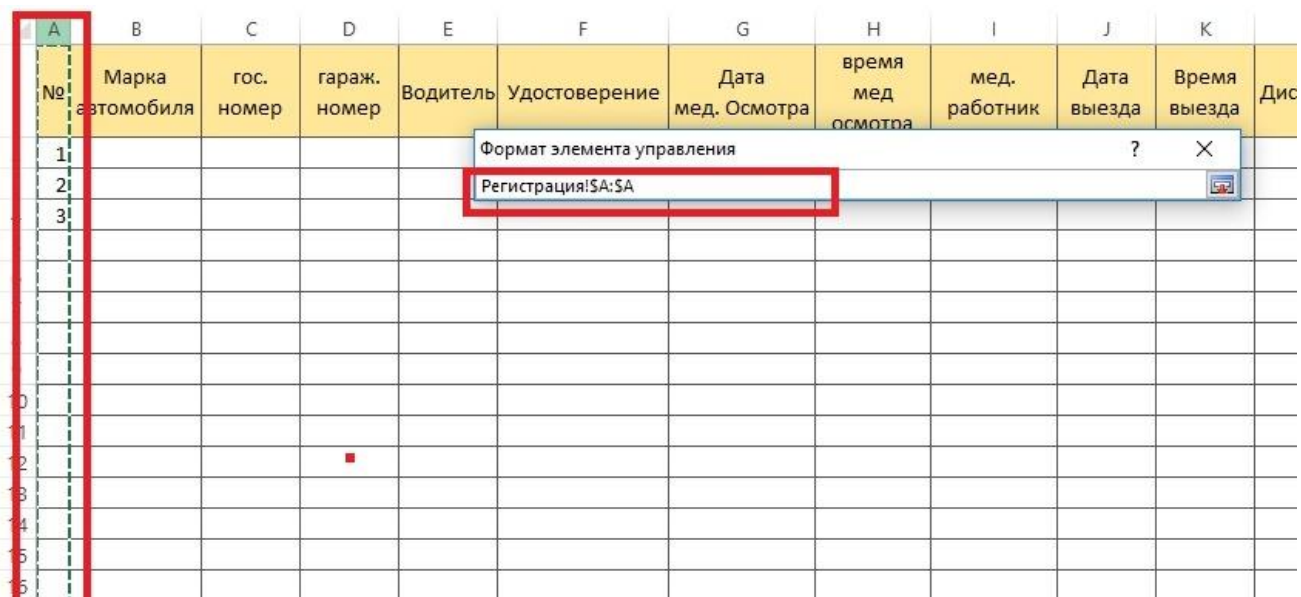 A B C D E F G H I J K
№ Марка автомобиля гос. номер гараж. номер Водитель Удостоверение Дата мед. Осмотра время мед осмотра мед. работник Дата выезда Время выезда Дис
Формат элемента управления ? X
Регистрация!$A:$A
1
2
3
10
11
12
13
14
15
16